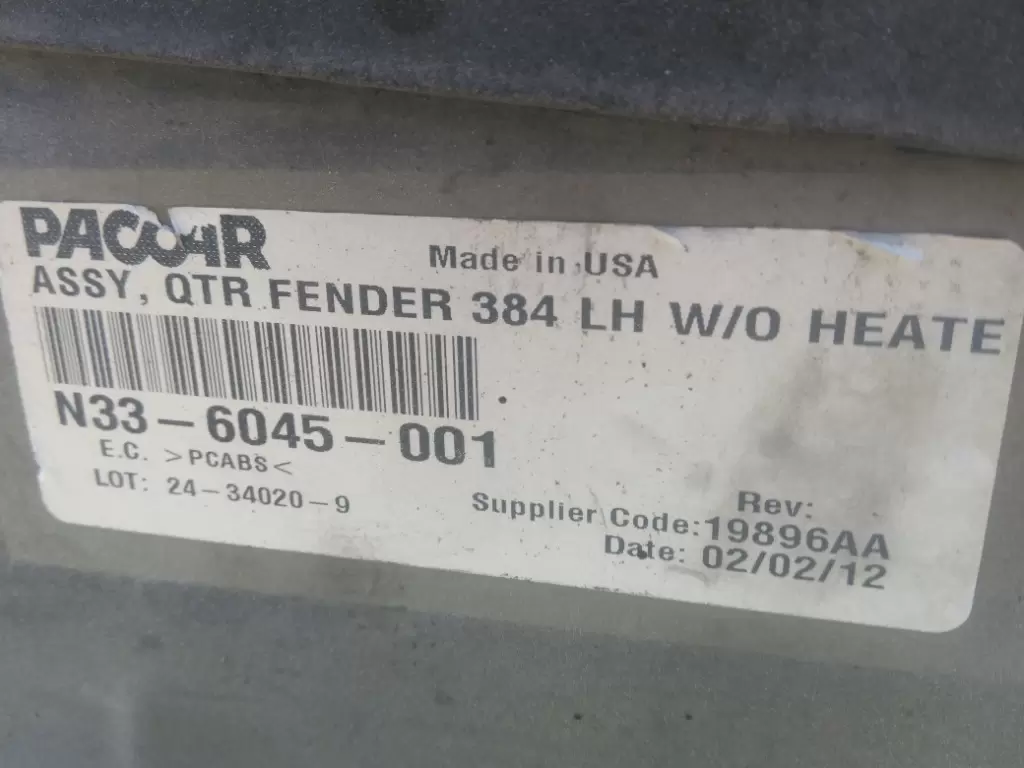 PACCAR
Made in USA
ASSY, QTR FENDER 384 LH W/O HEATE
N33-6045-001
E.C. >PCABS<
LOT: 24-34020-9
Rev:
Supplier Code:19896AA
Date: 02/02/12